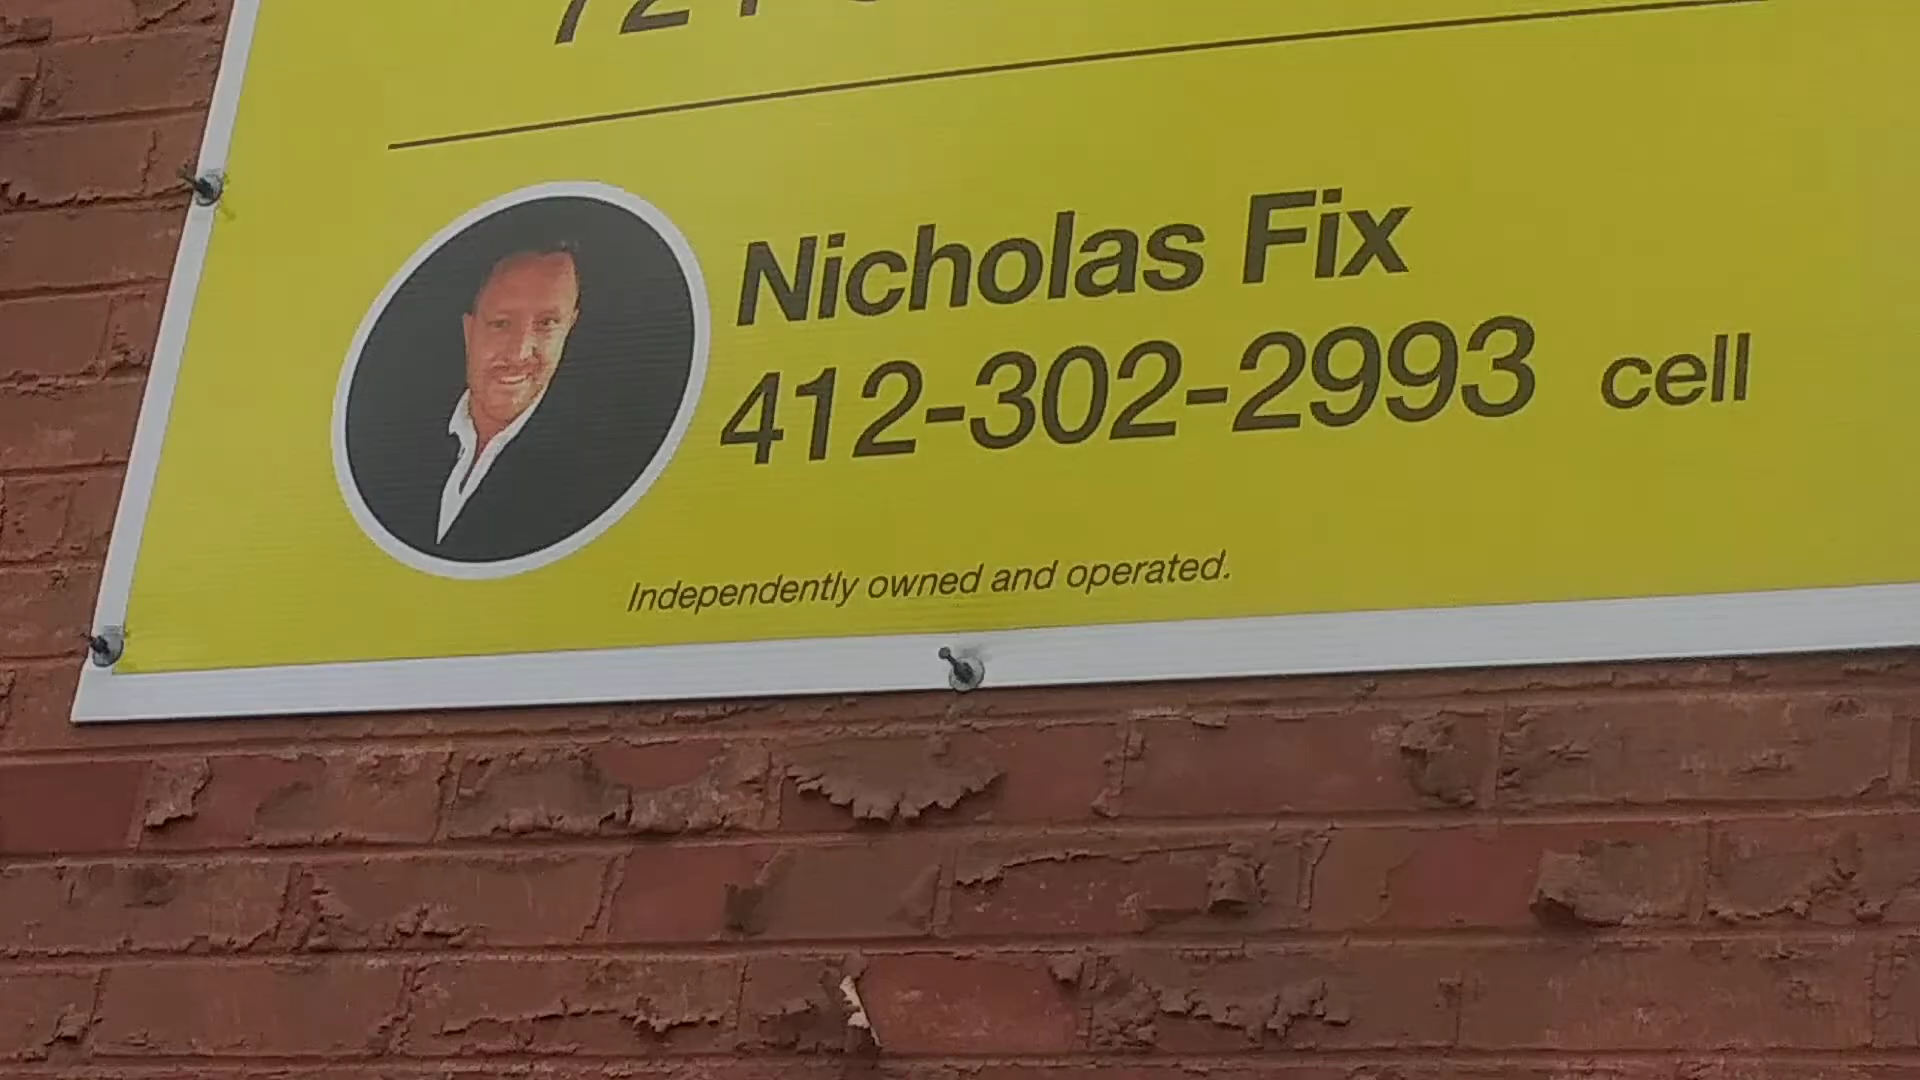 Nicholas Fix
412-302-2993 cell
Independently owned and operated.